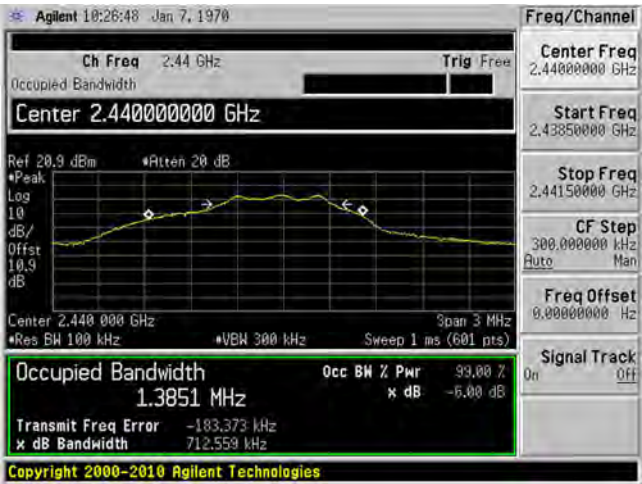 Agilent 10:26:48 Jan 7, 1970
Freq/Channel
Ch Freq 2.44 GHz Trig Free
Occupied Bandwidth
Center 2.440000000 GHz
Center Freq
2.44000000 GHz
Start Freq
2.43850000 GHz
Stop Freq
2.44150000 GHz
CF Step
300.000000 kHz
Auto Man
Freq Offset
0.00000000 Hz
Signal Track
On Off
Ref 20.9 dBm #Atten 20 dB
#Peak
Log
10
dB/
Offst
10.9
dB
Center 2.440 000 GHz Span 3 MHz
#Res BW 100 kHz #VBW 300 kHz Sweep 1 ms (601 pts)
Occupied Bandwidth Occ BW % Pwr 99.00 %
1.3851 MHz x dB -6.00 dB
Transmit Freq Error -183.373 kHz
x dB Bandwidth 712.559 kHz
Copyright 2000-2010 Agilent Technologies